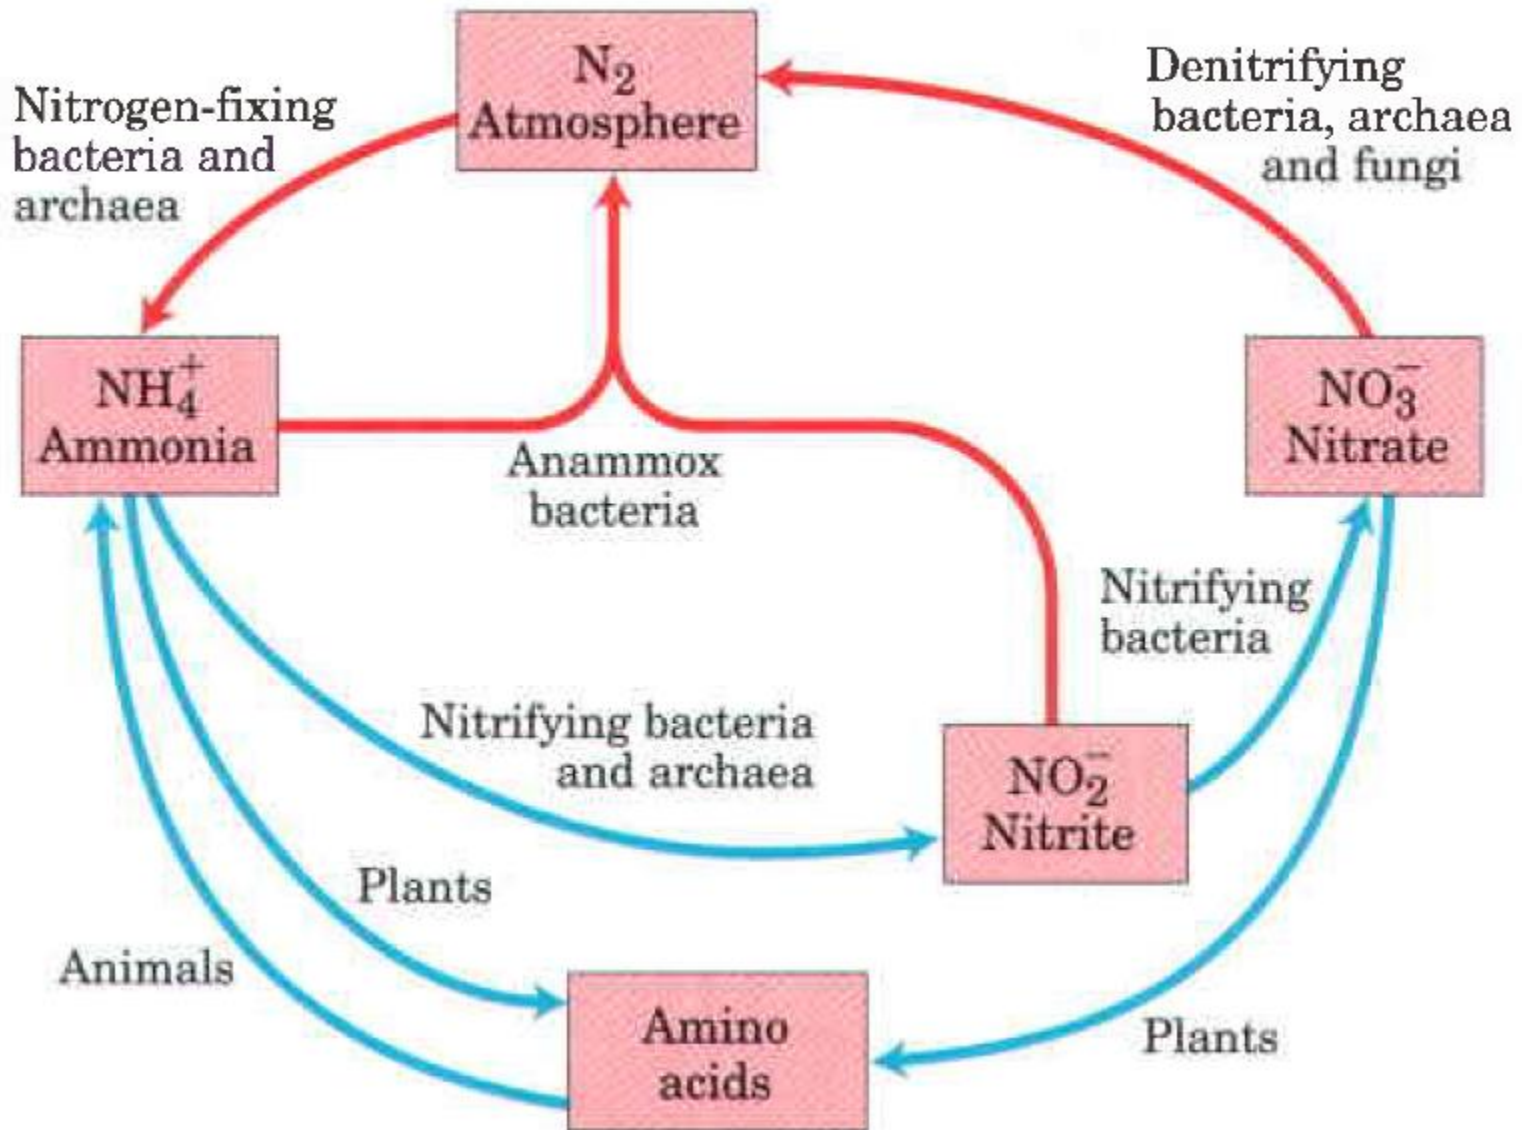 N₂
Atmosphere
Nitrogen-fixing
bacteria and
archaea
Denitrifying
bacteria, archaea
and fungi
NH₄⁺
Ammonia
NO₃⁻
Nitrate
Anammox
bacteria
Nitrifying
bacteria
Nitrifying bacteria
and archaea
NO₂⁻
Nitrite
Plants
Animals
Amino
acids
Plants